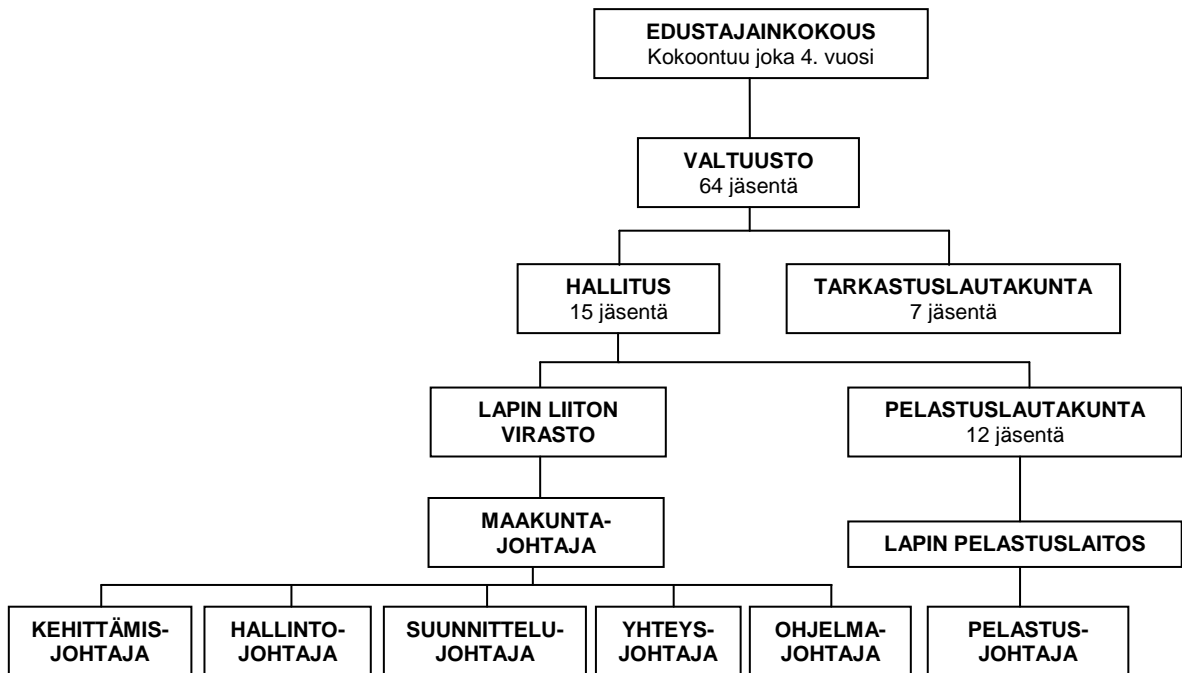 EDUSTAJAINKOKOUS
Kokoontuu joka 4. vuosi
VALTUUSTO
64 jäsentä
HALLITUS
15 jäsentä
TARKASTUSLAUTAKUNTA
7 jäsentä
LAPIN LIITON
VIRASTO
PELASTUSLAUTAKUNTA
12 jäsentä
MAAKUNTA-
JOHTAJA
LAPIN PELASTUSLAITOS
KEHITTÄMIS-
JOHTAJA
HALLINTO-
JOHTAJA
SUUNNITTELU-
JOHTAJA
YHTEYS-
JOHTAJA
OHJELMA-
JOHTAJA
PELASTUS-
JOHTAJA